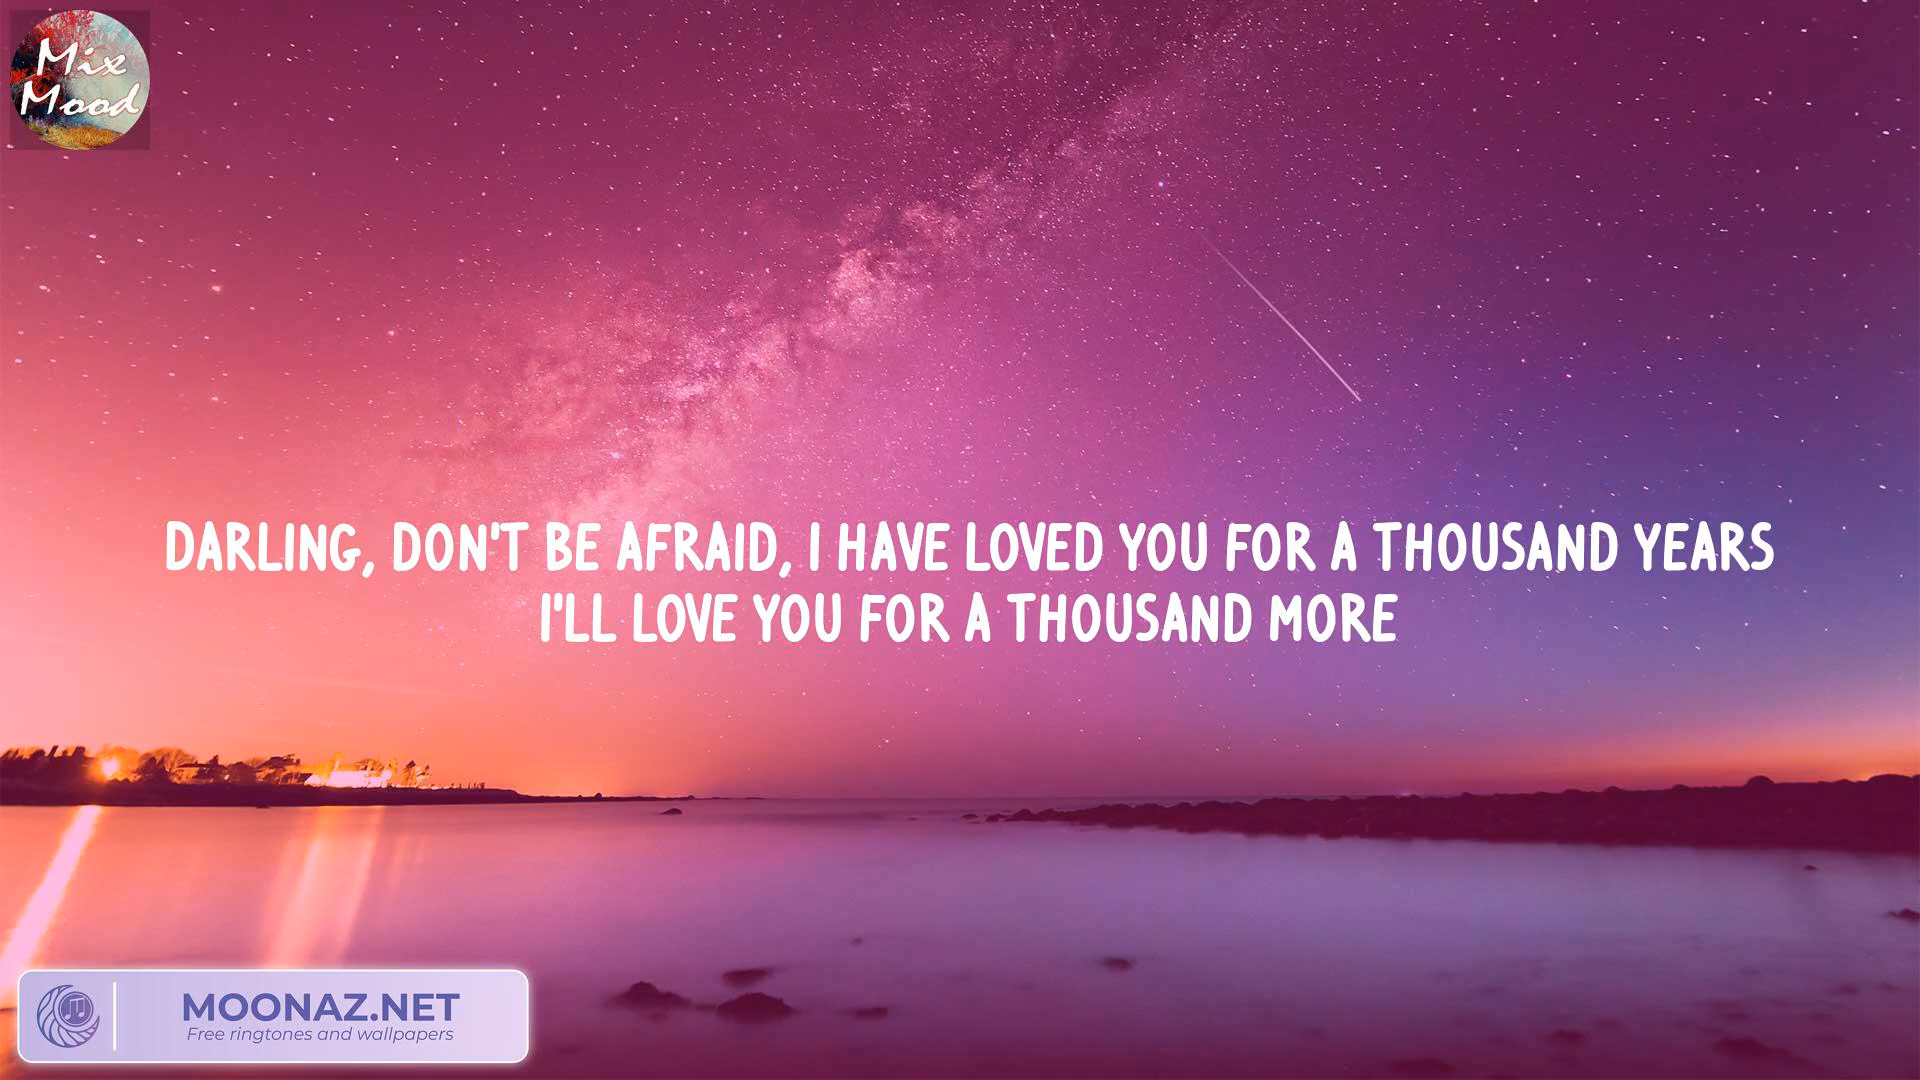 Mix
Mood
DARLING, DON'T BE AFRAID, I HAVE LOVED YOU FOR A THOUSAND YEARS
I'LL LOVE YOU FOR A THOUSAND MORE
MOONAZ.NET
Free ringtones and wallpapers